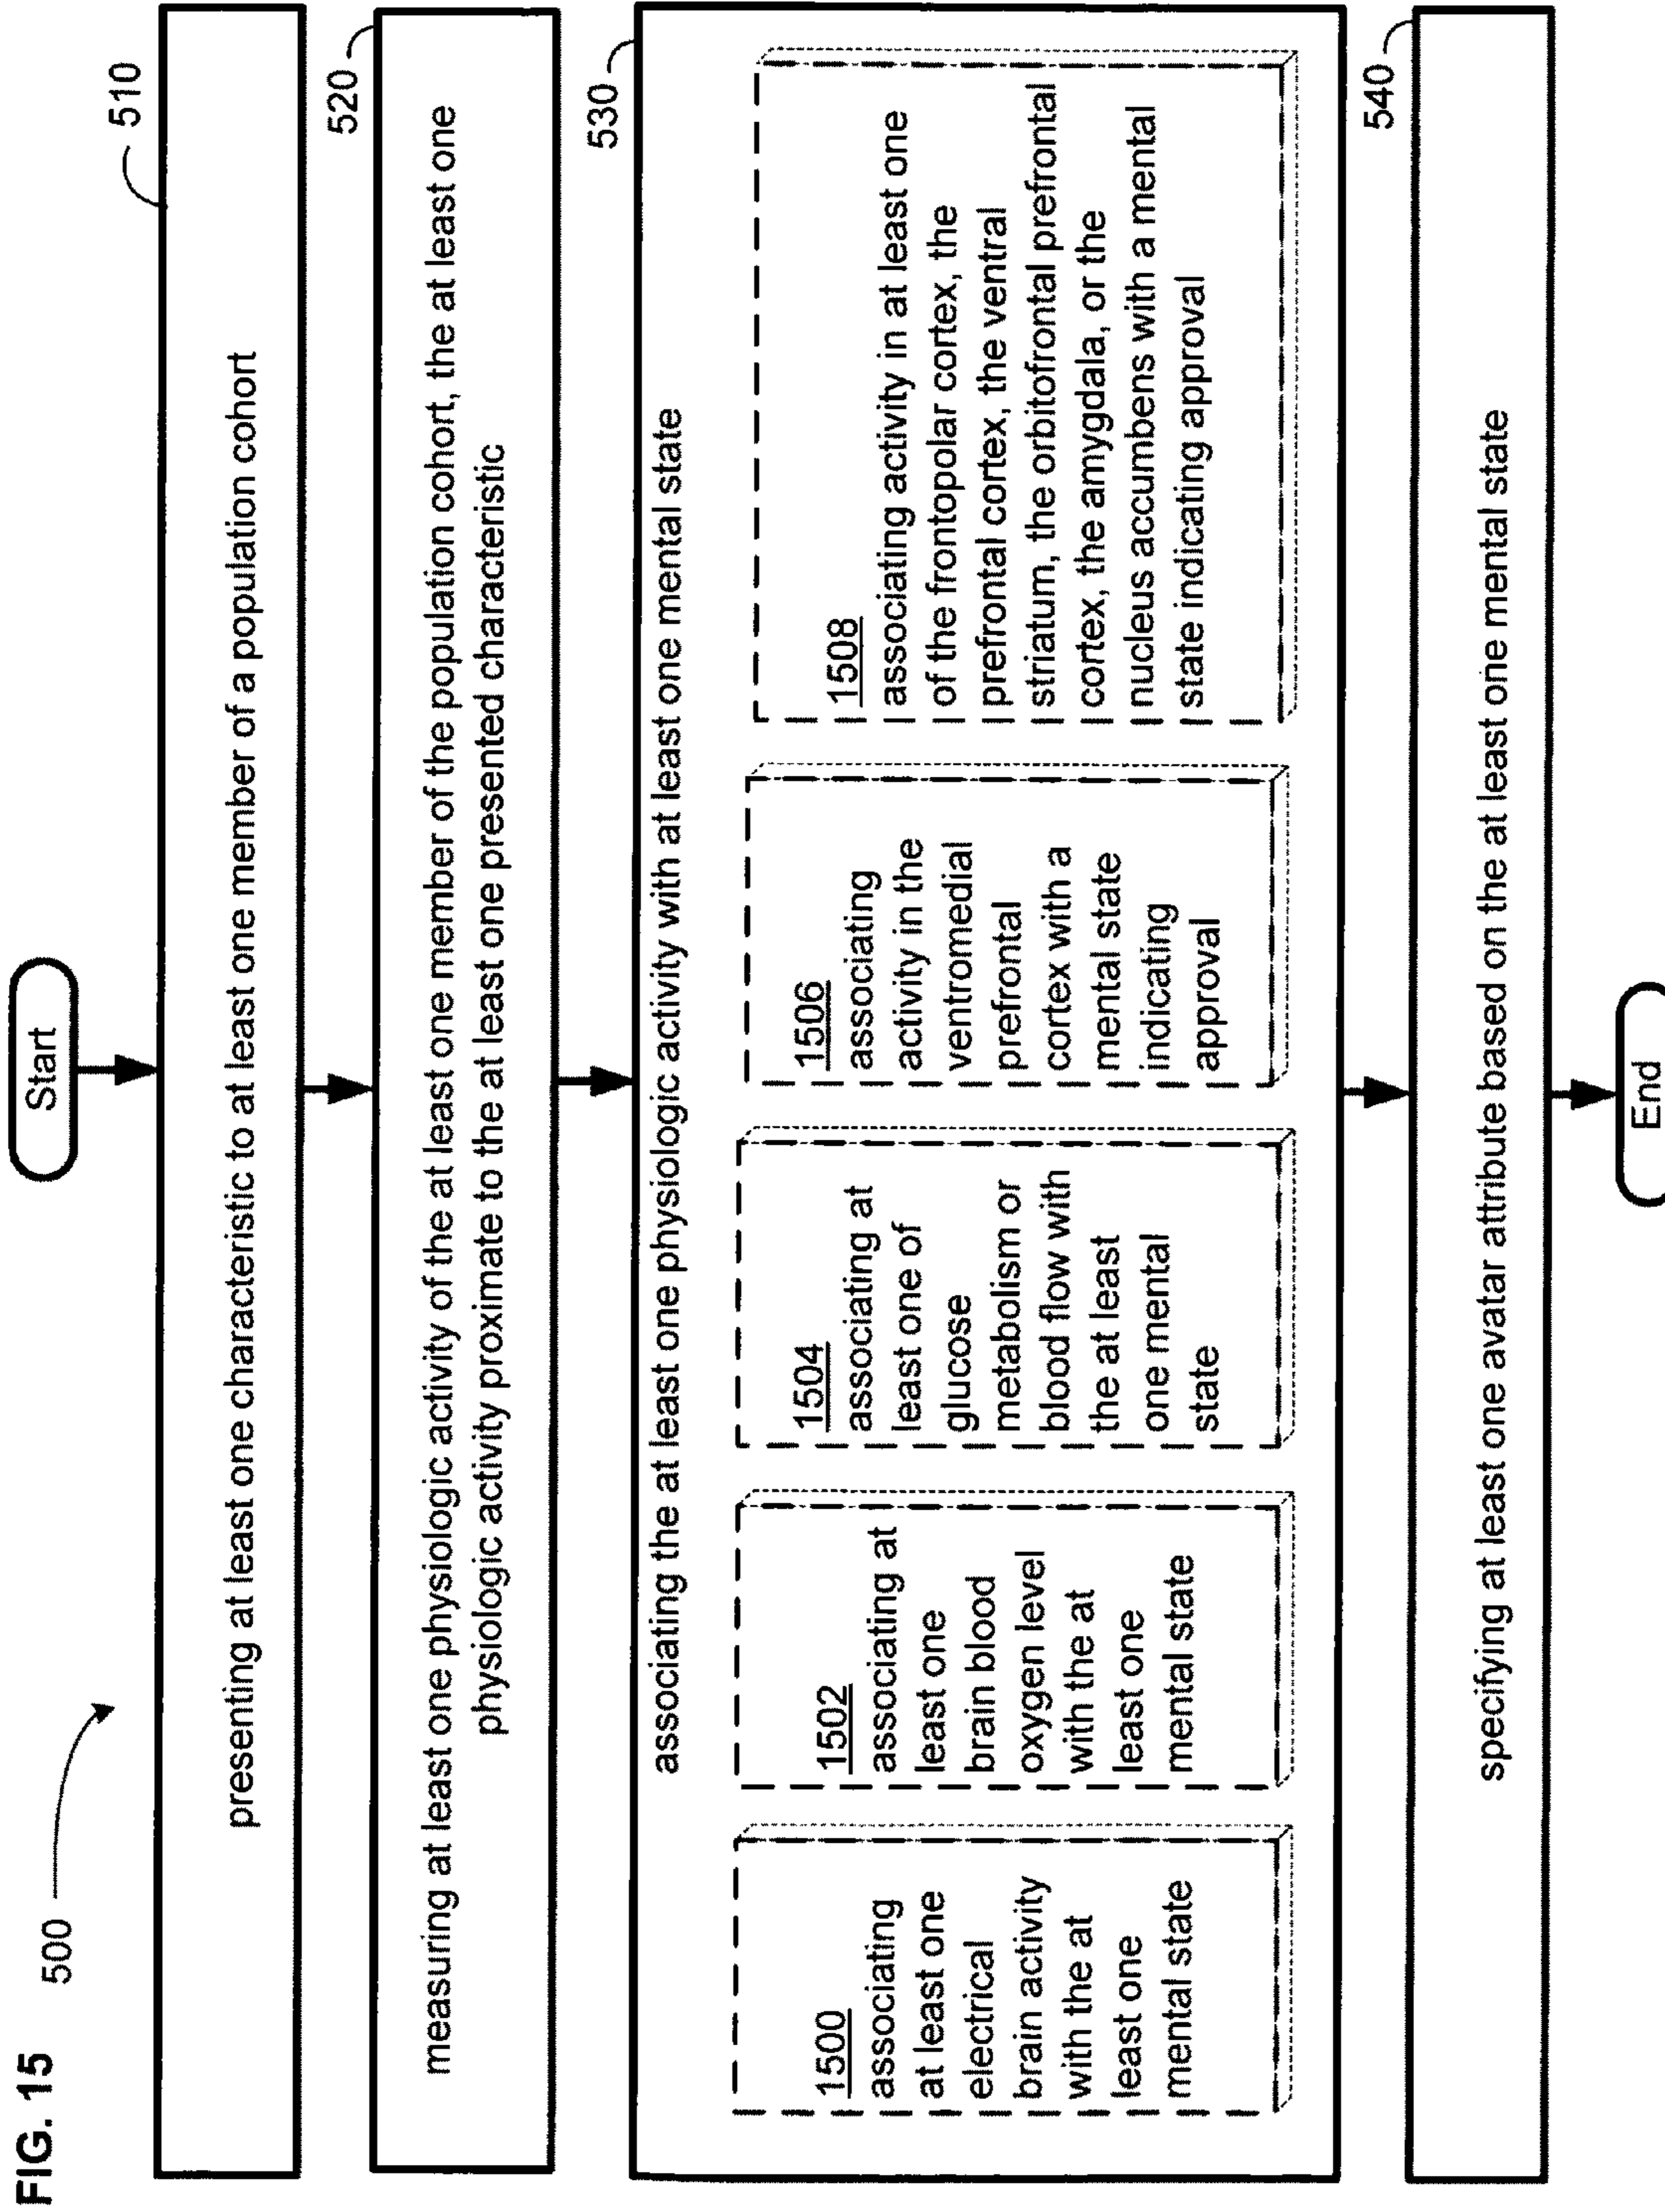 FIG. 15
500
Start
510
presenting at least one characteristic to at least one member of a population cohort
520
measuring at least one physiologic activity of the at least one member of the population cohort, the at least one
physiologic activity proximate to the at least one presented characteristic
530
associating the at least one physiologic activity with at least one mental state
1500
associating
at least one
electrical
brain activity
with the at
least one
mental state
1502
associating at
least one
brain blood
oxygen level
with the at
least one
mental state
1504
associating at
least one of
glucose
metabolism or
blood flow with
the at least
one mental
state
1506
associating
activity in the
ventromedial
prefrontal
cortex with a
mental state
indicating
approval
1508
associating activity in at least one
of the frontopolar cortex, the
prefrontal cortex, the ventral
striatum, the orbitofrontal prefrontal
cortex, the amygdala, or the
nucleus accumbens with a mental
state indicating approval
540
specifying at least one avatar attribute based on the at least one mental state
End